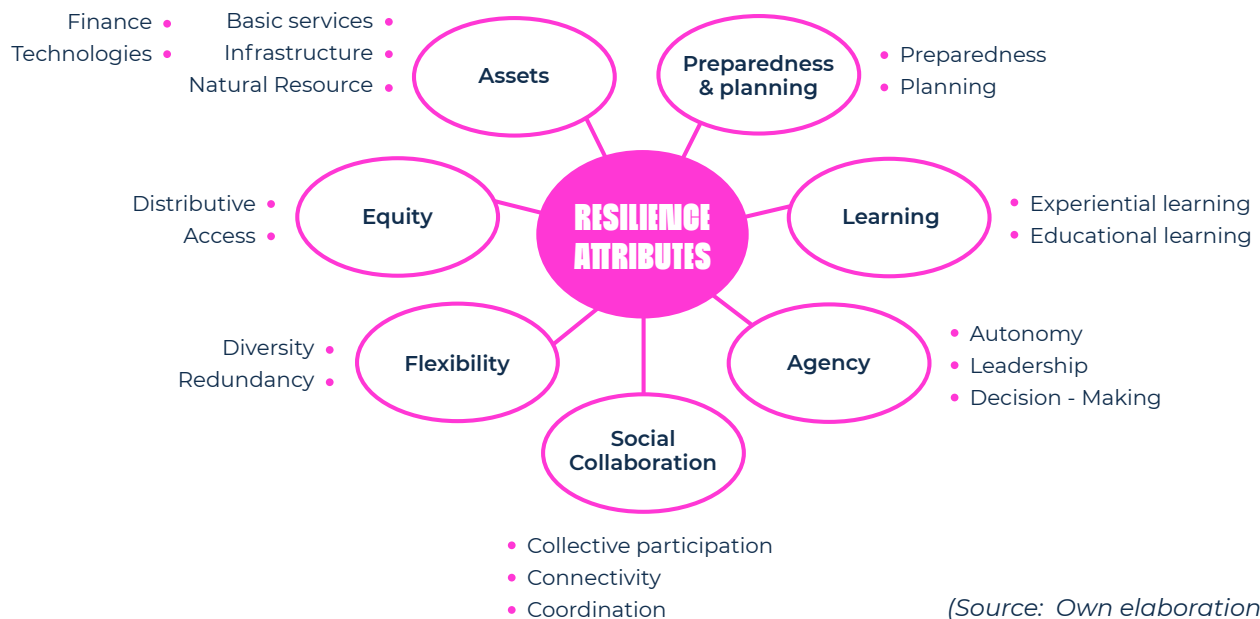 Finance
Technologies
Basic services
Infrastructure
Natural Resource
Assets
Preparedness
& planning
Preparedness
Planning
Distributive
Access
Equity
RESILIENCE
ATTRIBUTES
Learning
Experiential learning
Educational learning
Diversity
Redundancy
Flexibility
Agency
Autonomy
Leadership
Decision - Making
Social
Collaboration
Collective participation
Connectivity
Coordination
(Source: Own elaboration